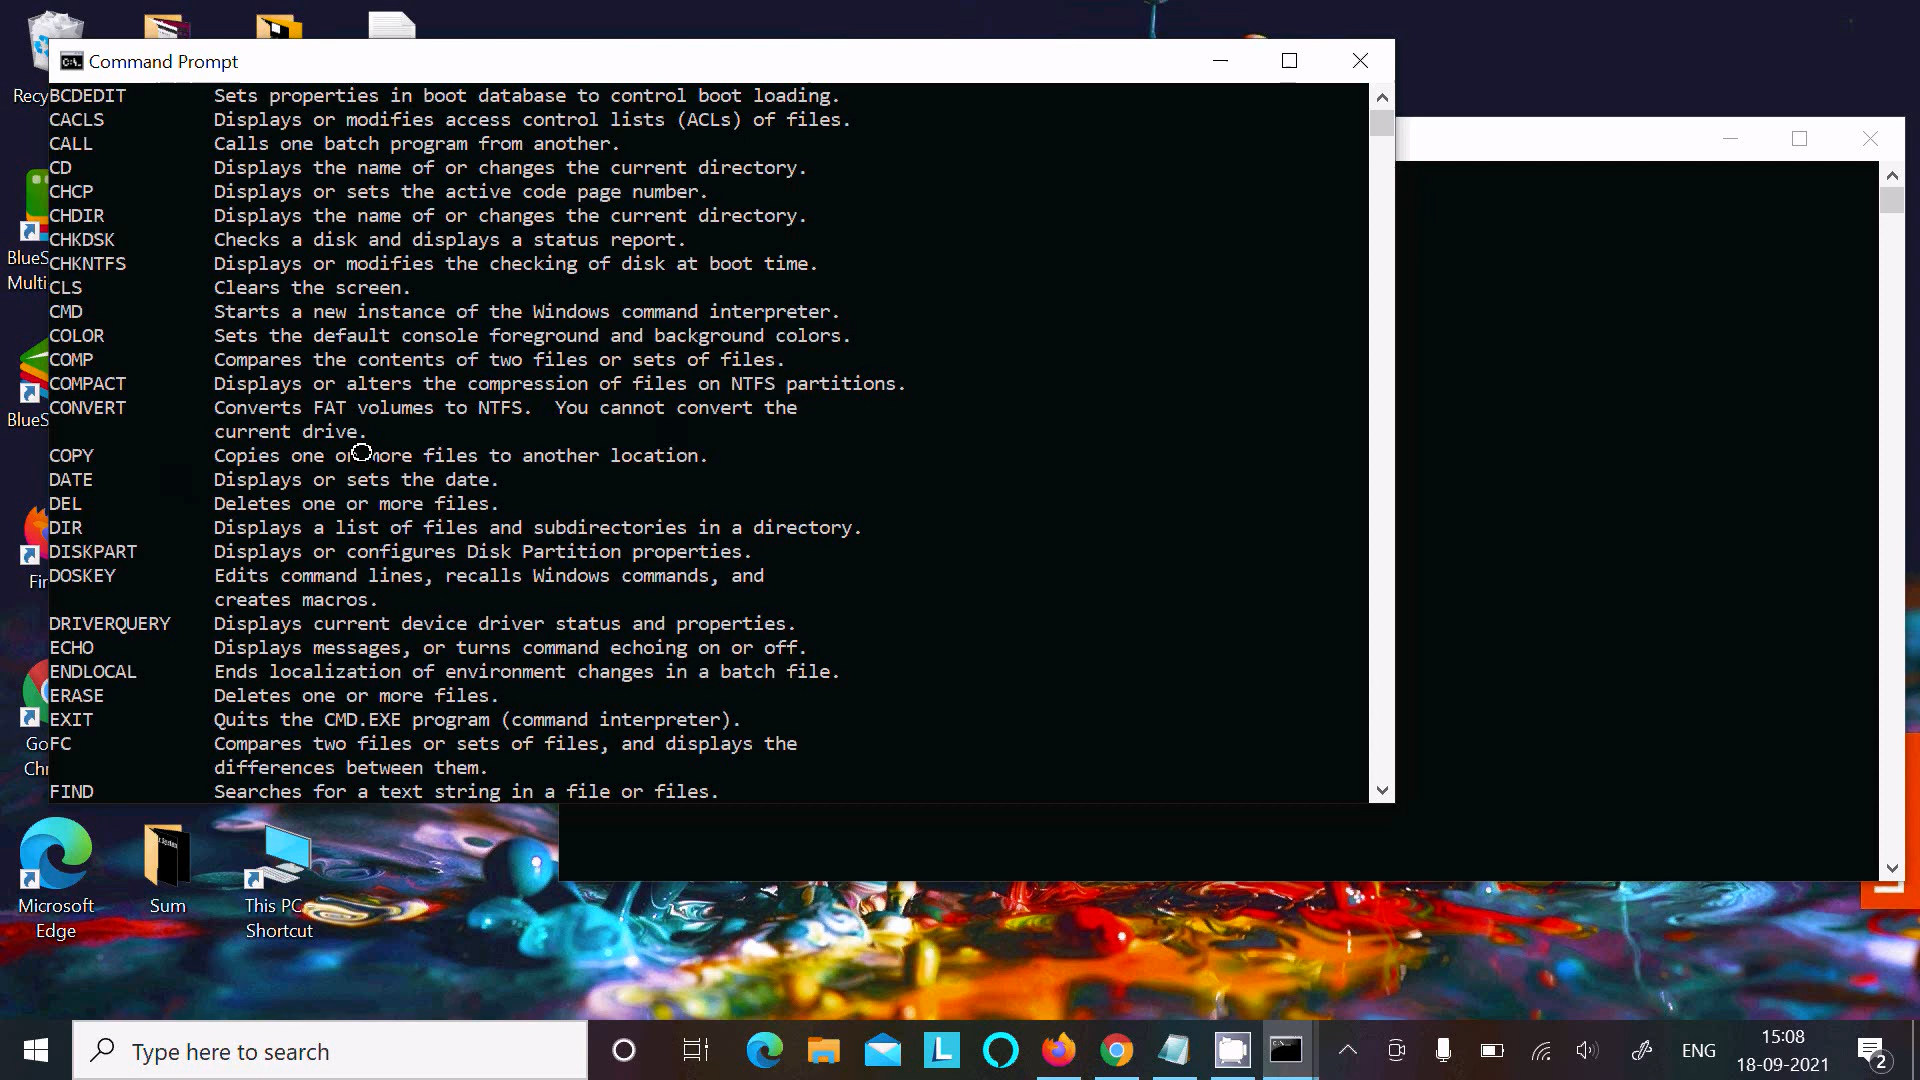 Command Prompt
BCDEDIT Sets properties in boot database to control boot loading.
CACLS Displays or modifies access control lists (ACLs) of files.
CALL Calls one batch program from another.
CD Displays the name of or changes the current directory.
CHCP Displays or sets the active code page number.
CHDIR Displays the name of or changes the current directory.
CHKDSK Checks a disk and displays a status report.
CHKNTFS Displays or modifies the checking of disk at boot time.
CLS Clears the screen.
CMD Starts a new instance of the Windows command interpreter.
COLOR Sets the default console foreground and background colors.
COMP Compares the contents of two files or sets of files.
COMPACT Displays or alters the compression of files on NTFS partitions.
CONVERT Converts FAT volumes to NTFS. You cannot convert the
current drive.
COPY Copies one or more files to another location.
DATE Displays or sets the date.
DEL Deletes one or more files.
DIR Displays a list of files and subdirectories in a directory.
DISKPART Displays or configures Disk Partition properties.
DOSKEY Edits command lines, recalls Windows commands, and
creates macros.
DRIVERQUERY Displays current device driver status and properties.
ECHO Displays messages, or turns command echoing on or off.
ENDLOCAL Ends localization of environment changes in a batch file.
ERASE Deletes one or more files.
EXIT Quits the CMD.EXE program (command interpreter).
FC Compares two files or sets of files, and displays the
differences between them.
FIND Searches for a text string in a file or files.
Recy
BlueS
Multi
BlueS
Fir
Go
Chr
Microsoft
Edge
Sum
This PC -
Shortcut
Type here to search
L
ENG
15:08
18-09-2021
2